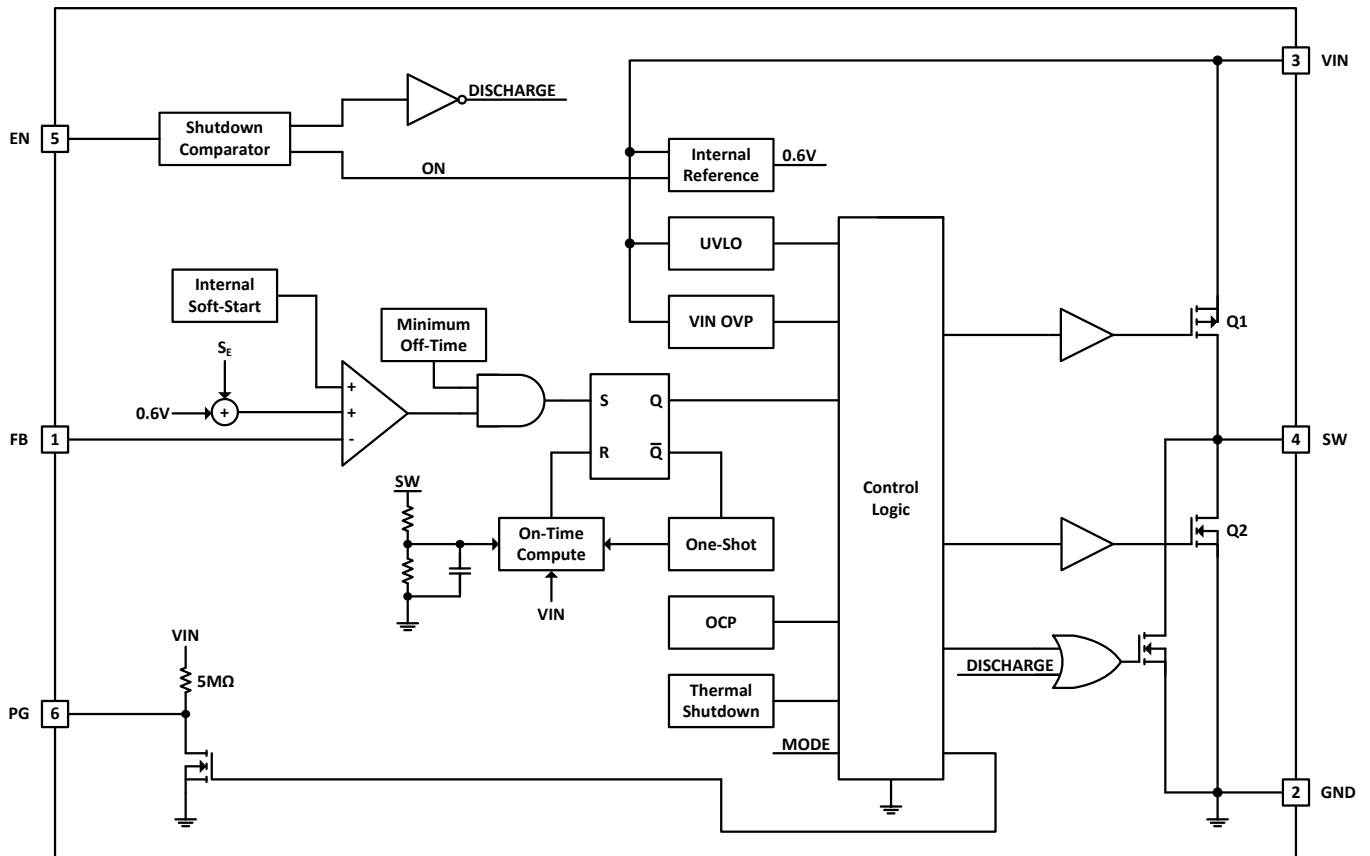 DISCHARGE
3
VIN
EN
5
Shutdown
Comparator
Internal
Reference
0.6V
ON
UVLO
Internal
Soft-Start
VIN OVP
Minimum
Off-Time
Q1
SE
+
+
+
-
0.6V
S
Q
R
Q̅
FB
1
4
SW
SW
Control
Logic
On-Time
Compute
One-Shot
Q2
VIN
OCP
DISCHARGE
VIN
5MΩ
Thermal
Shutdown
PG
6
MODE
2
GND